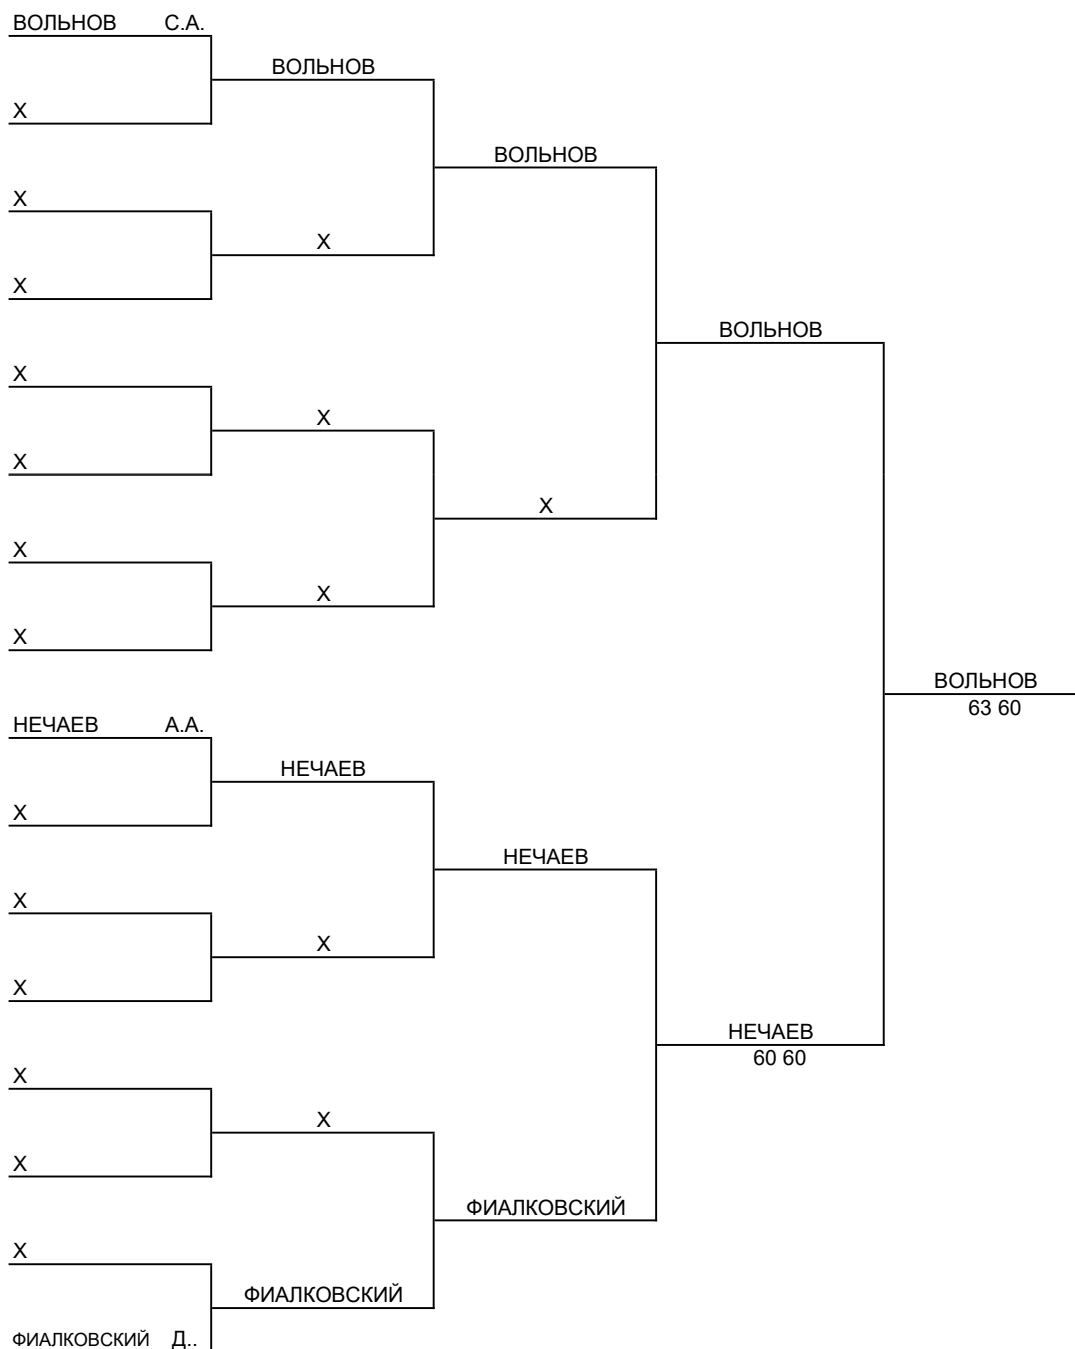 ВОЛЬНОВ С.А.
ВОЛЬНОВ
Х
ВОЛЬНОВ
Х
Х
Х
ВОЛЬНОВ
Х
Х
Х
Х
Х
Х
Х
ВОЛЬНОВ
63 60
НЕЧАЕВ А.А.
НЕЧАЕВ
Х
НЕЧАЕВ
Х
Х
Х
НЕЧАЕВ
60 60
Х
Х
Х
ФИАЛКОВСКИЙ
Х
ФИАЛКОВСКИЙ
ФИАЛКОВСКИЙ Д..